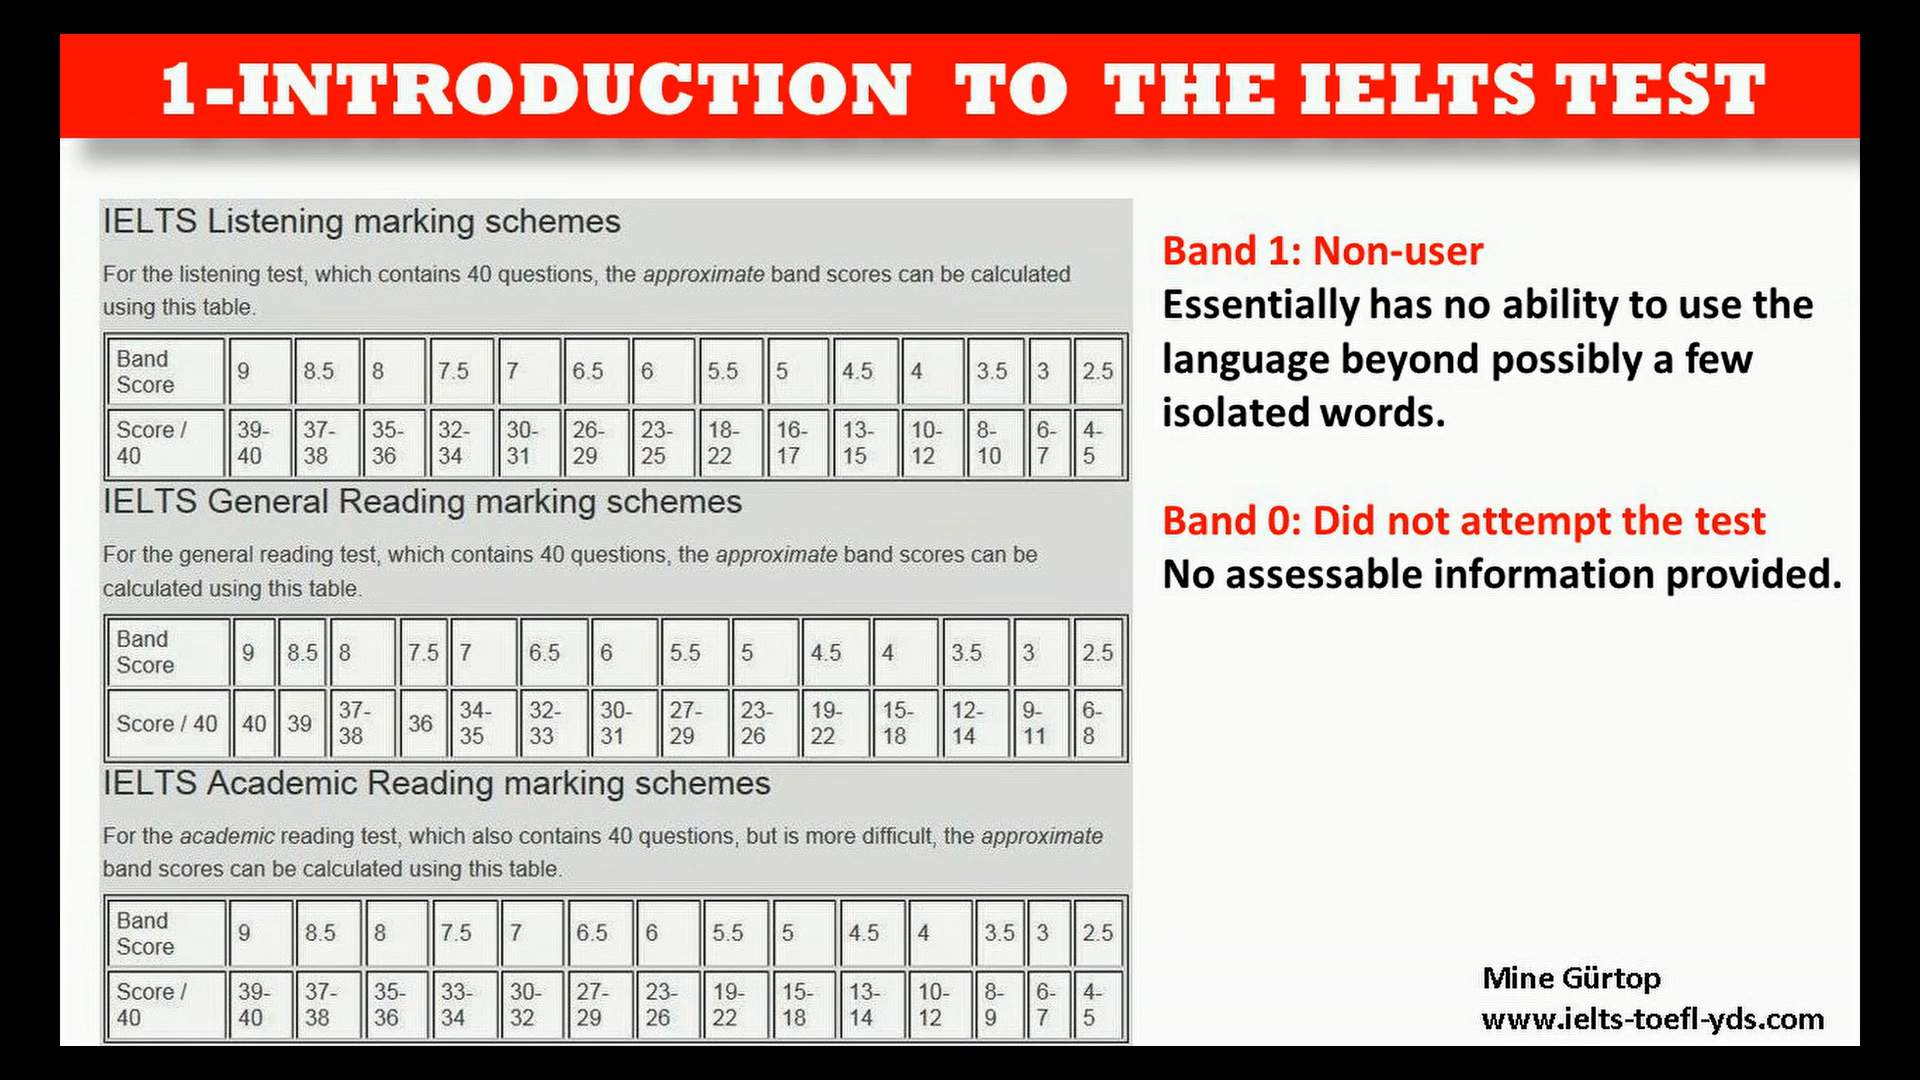 1-INTRODUCTION TO THE IELTS TEST
IELTS Listening marking schemes
For the listening test, which contains 40 questions, the approximate band scores can be calculated
using this table.
Band Score 9 8.5 8 7.5 7 6.5 6 5.5 5 4.5 4 3.5 3 2.5
Score / 40 39-40 37-38 35-36 32-34 30-31 26-29 23-25 18-22 16-17 13-15 10-12 8-10 6-7 4-5
IELTS General Reading marking schemes
For the general reading test, which contains 40 questions, the approximate band scores can be
calculated using this table.
Band Score 9 8.5 8 7.5 7 6.5 6 5.5 5 4.5 4 3.5 3 2.5
Score / 40 40 39 37-38 36 34-35 32-33 30-31 27-29 23-26 19-22 15-18 12-14 9-11 6-8
IELTS Academic Reading marking schemes
For the academic reading test, which also contains 40 questions, but is more difficult, the approximate
band scores can be calculated using this table.
Band Score 9 8.5 8 7.5 7 6.5 6 5.5 5 4.5 4 3.5 3 2.5
Score / 40 39-40 37-38 35-36 33-34 30-32 27-29 23-26 19-22 15-18 13-14 10-12 8-9 6-7 4-5
Band 1: Non-user
Essentially has no ability to use the
language beyond possibly a few
isolated words.
Band 0: Did not attempt the test
No assessable information provided.
Mine Gürtop
www.ielts-toefl-yds.com